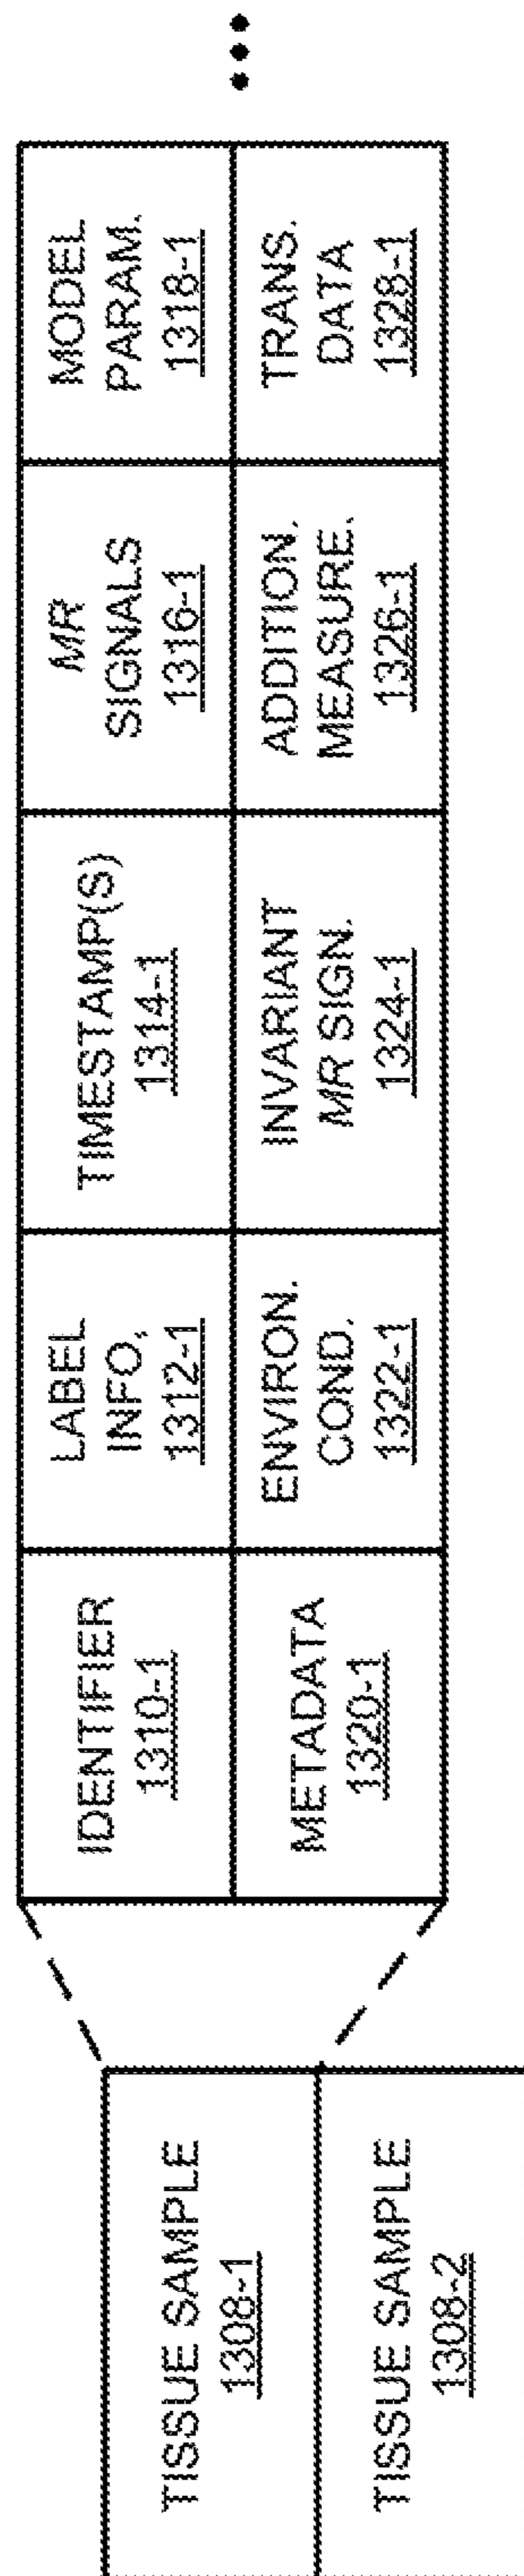 TISSUE SAMPLE
1308-1
TISSUE SAMPLE
1308-2
IDENTIFIER
1310-1
LABEL
INFO.
1312-1
TIMESTAMP(S)
1314-1
MR
SIGNALS
1316-1
MODEL
PARAM.
1318-1
METADATA
1320-1
ENVIRON.
COND.
1322-1
INVARIANT
MR SIGN.
1324-1
ADDITION.
MEASURE.
1326-1
TRANS.
DATA
1328-1
•••